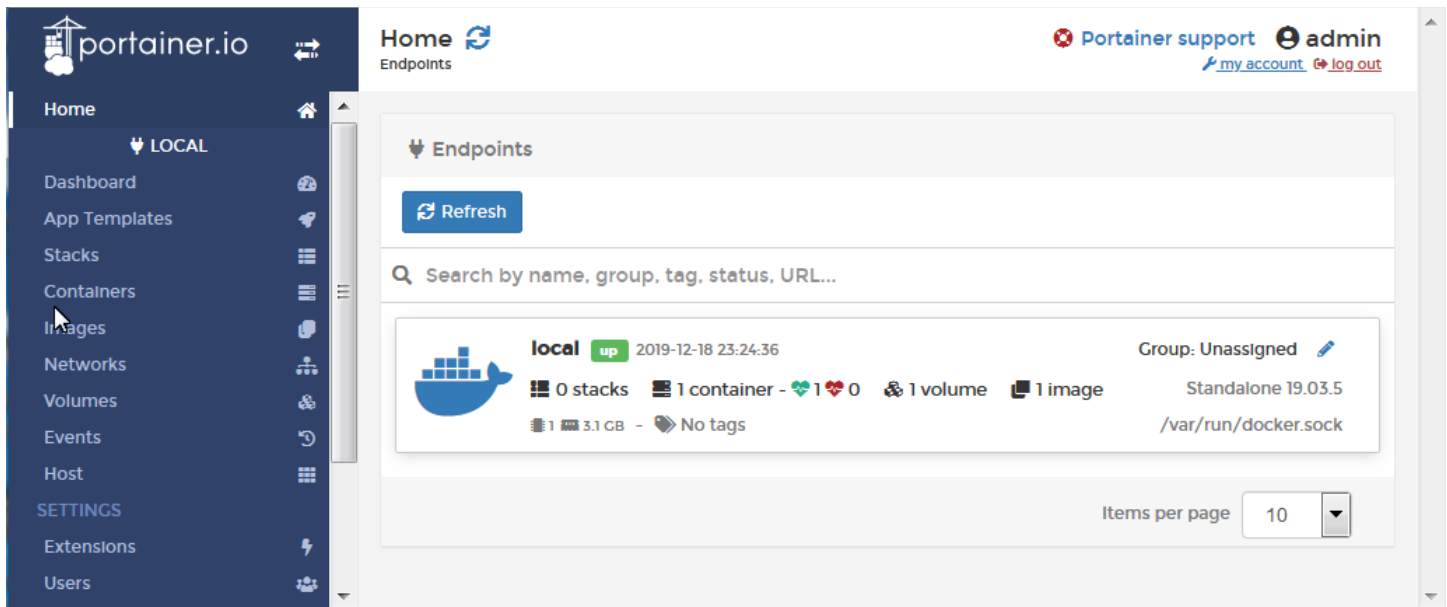 portainer.io
Home
LOCAL
Dashboard
App Templates
Stacks
Containers
Images
Networks
Volumes
Events
Host
SETTINGS
Extensions
Users
Home
Endpoints
Portainer support admin
my account log out
Endpoints
Refresh
Search by name, group, tag, status, URL...
local up 2019-12-18 23:24:36 Group: Unassigned
0 stacks 1 container - 1 0 1 volume 1 image Standalone 19.03.5
1 3.1 GB - No tags /var/run/docker.sock
Items per page 10